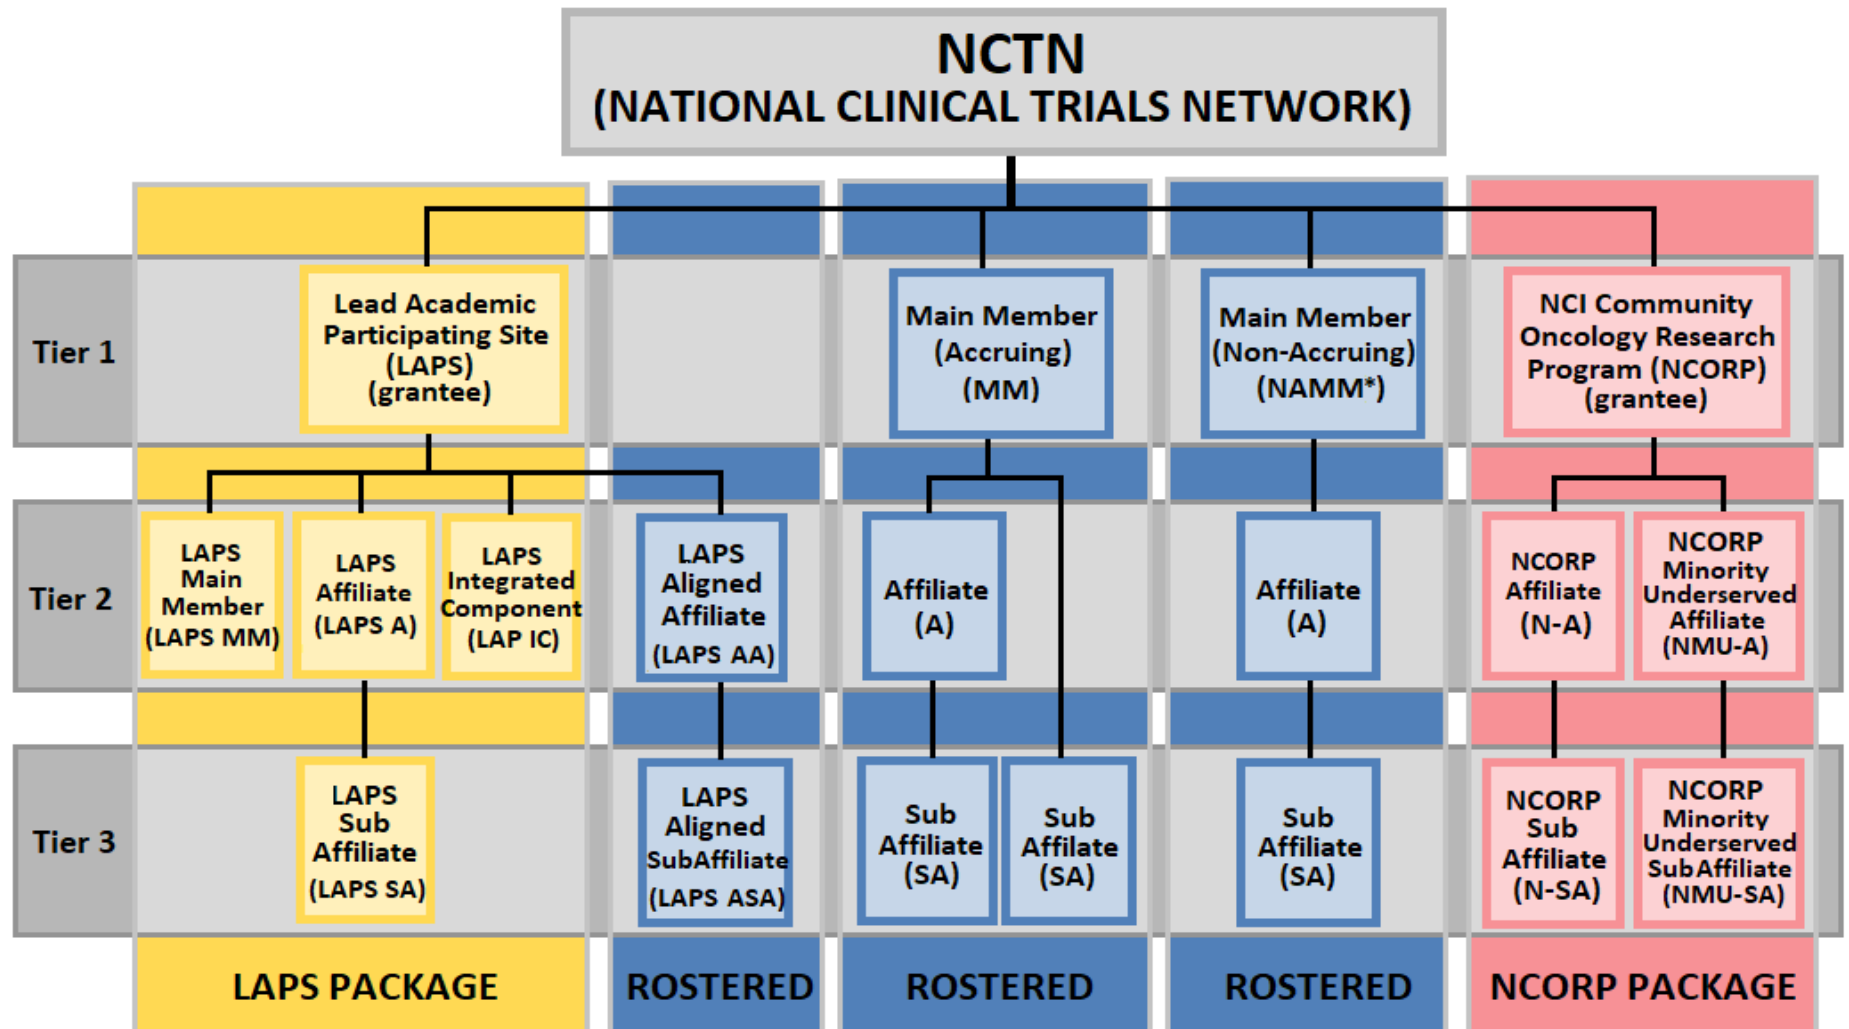 NCTN
(NATIONAL CLINICAL TRIALS NETWORK)
Tier 1
Lead Academic
Participating Site
(LAPS)
(grantee)
Main Member
(Accruing)
(MM)
Main Member
(Non-Accruing)
(NAMM*)
NCI Community
Oncology Research
Program (NCORP)
(grantee)
Tier 2
LAPS
Main
Member
(LAPS MM)
LAPS
Affiliate
(LAPS A)
LAPS
Integrated
Component
(LAP IC)
LAPS
Aligned
Affiliate
(LAPS AA)
Affiliate
(A)
Affiliate
(A)
NCORP
Affiliate
(N-A)
NCORP
Minority
Underserved
Affiliate
(NMU-A)
Tier 3
LAPS
Sub
Affiliate
(LAPS SA)
LAPS
Aligned
SubAffiliate
(LAPS ASA)
Sub
Affiliate
(SA)
Sub
Affilate
(SA)
Sub
Affiliate
(SA)
NCORP
Sub
Affiliate
(N-SA)
NCORP
Minority
Underserved
SubAffiliate
(NMU-SA)
LAPS PACKAGE
ROSTERED
ROSTERED
ROSTERED
NCORP PACKAGE